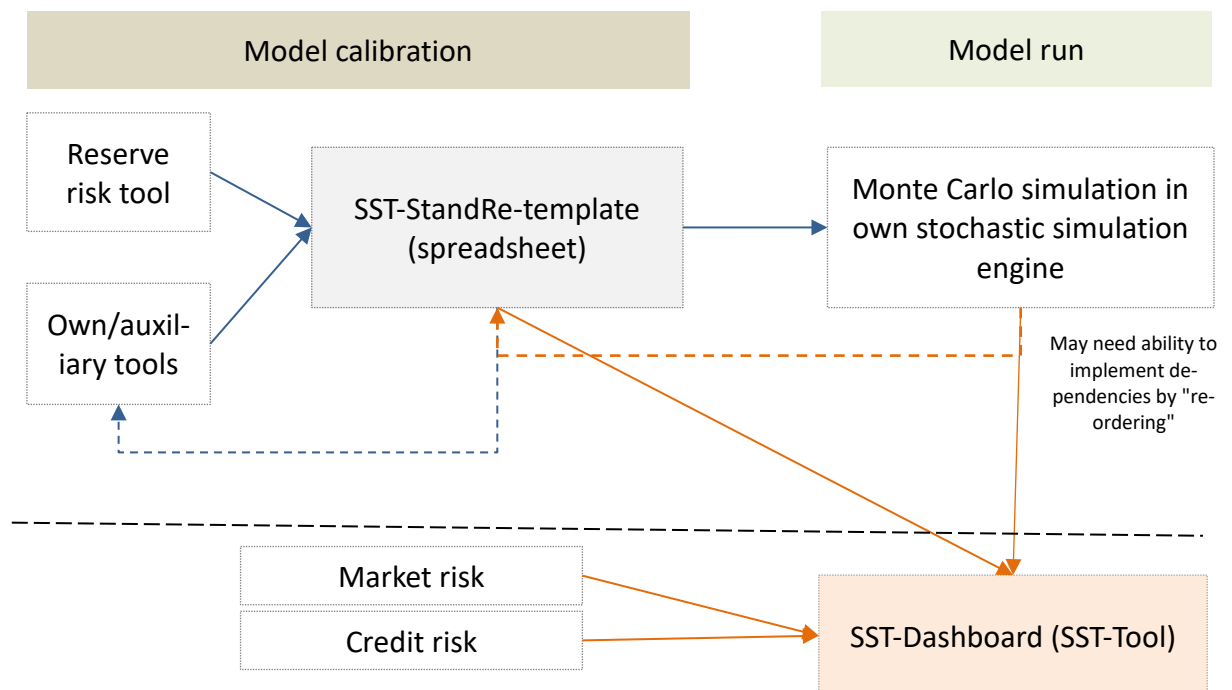 Model calibration
Model run
Reserve
risk tool
SST-StandRe-template
(spreadsheet)
Monte Carlo simulation in
own stochastic simulation
engine
Own/auxil-
iary tools
May need ability to
implement de-
pendencies by "re-
ordering"
Market risk
Credit risk
SST-Dashboard (SST-Tool)